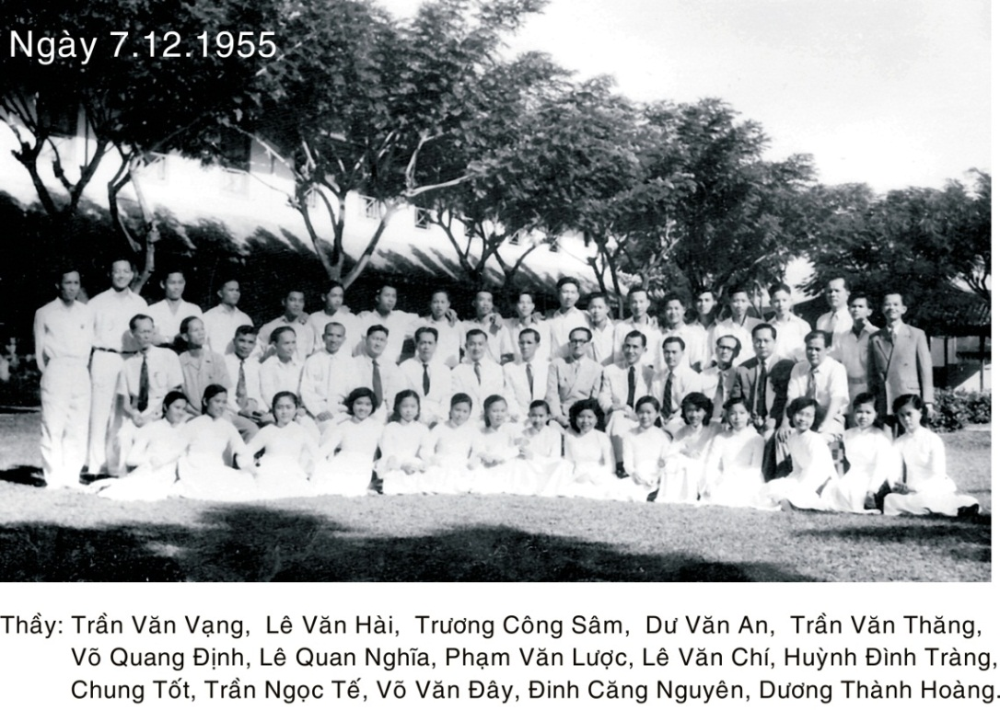 Ngày 7.12.1955
Thầy: Trần Văn Vạng, Lê Văn Hài, Trương Công Sâm, Dư Văn An, Trần Văn Thăng,
Võ Quang Định, Lê Quan Nghĩa, Phạm Văn Lược, Lê Văn Chí, Huỳnh Đình Tràng,
Chung Tốt, Trần Ngọc Tế, Võ Văn Đây, Đinh Căng Nguyên, Dương Thành Hoàng.